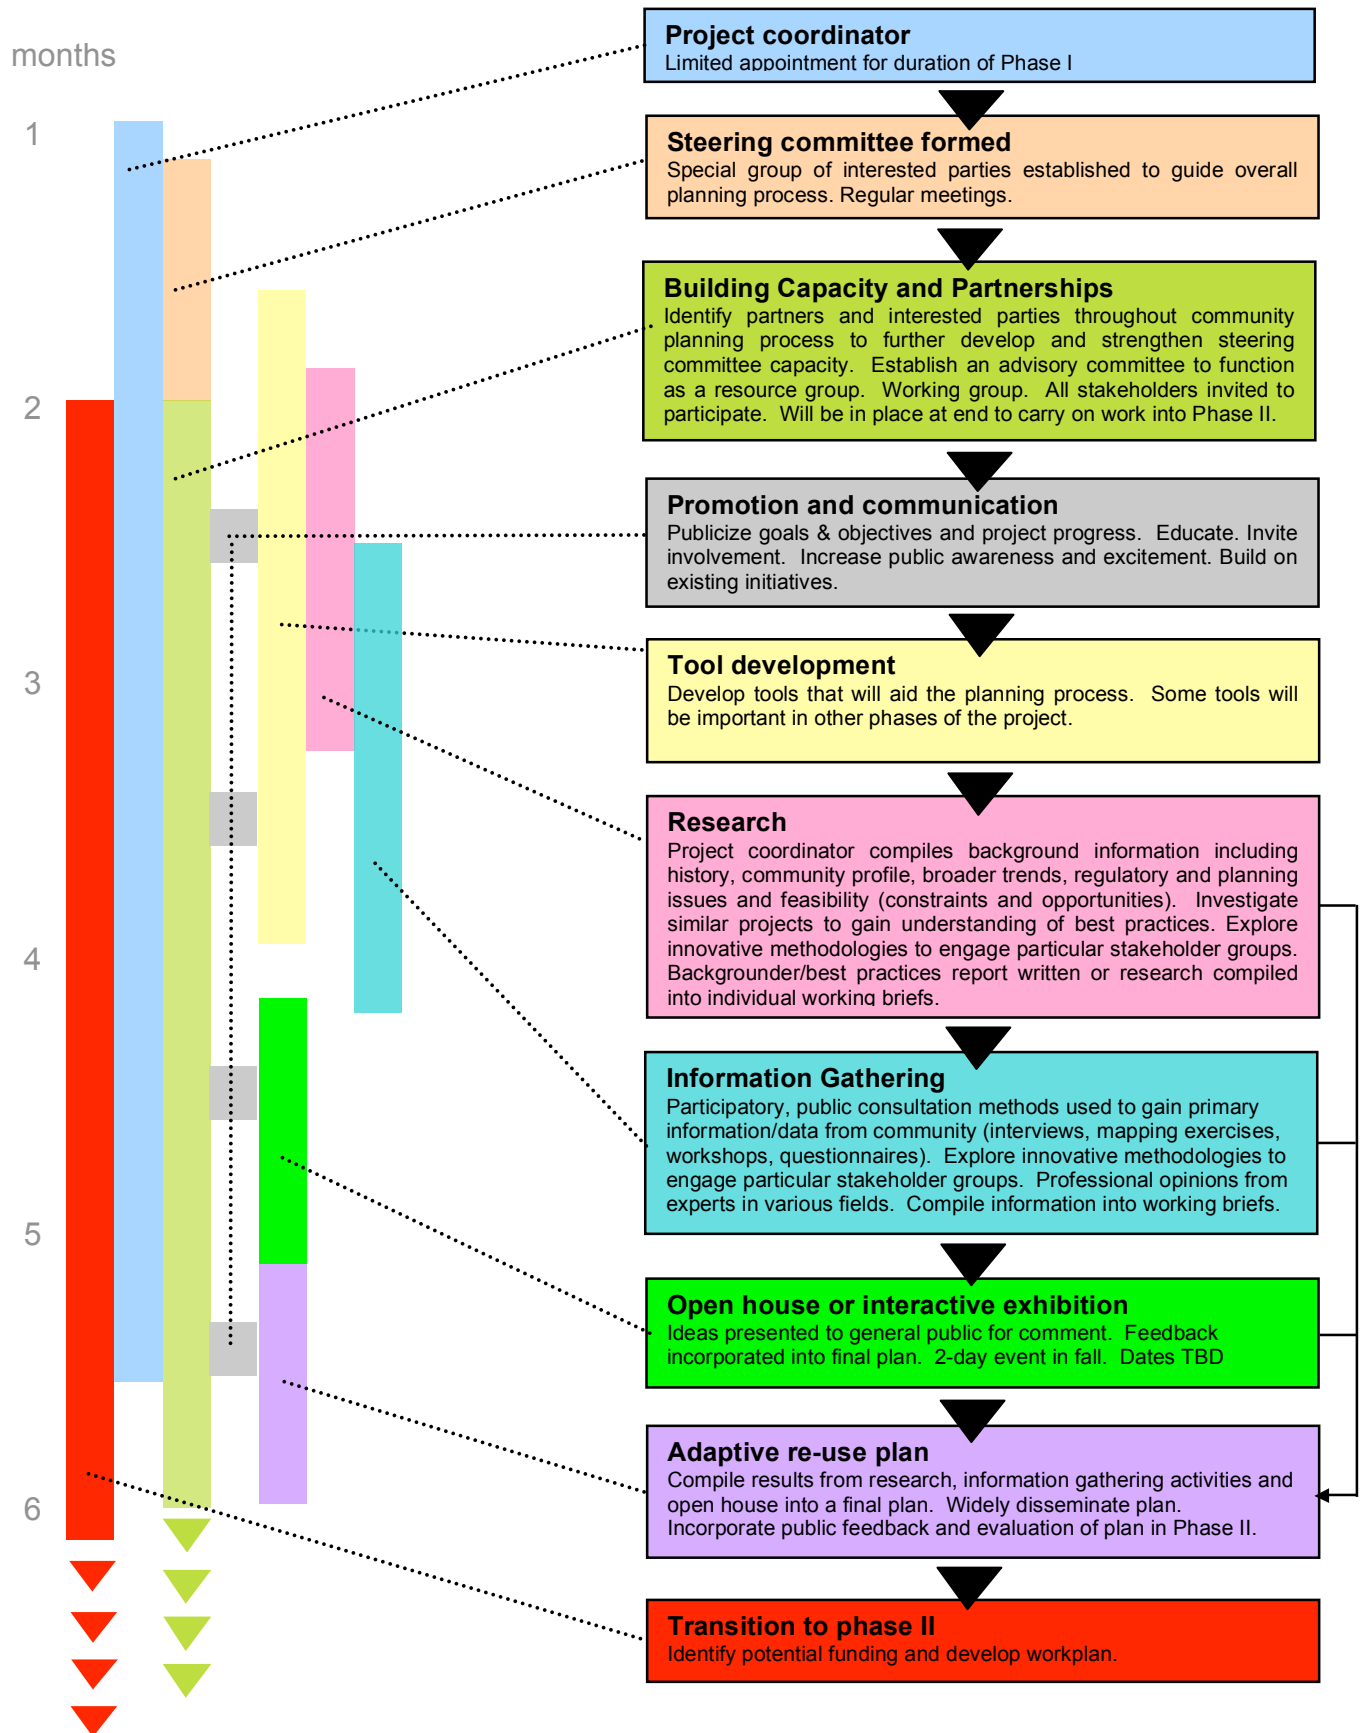 months
1
2
3
4
5
6
Project coordinator
Limited appointment for duration of Phase I
Steering committee formed
Special group of interested parties established to guide overall
planning process. Regular meetings.
Building Capacity and Partnerships
Identify partners and interested parties throughout community
planning process to further develop and strengthen steering
committee capacity. Establish an advisory committee to function
as a resource group. Working group. All stakeholders invited to
participate. Will be in place at end to carry on work into Phase II.
Promotion and communication
Publicize goals & objectives and project progress. Educate. Invite
involvement. Increase public awareness and excitement. Build on
existing initiatives.
Tool development
Develop tools that will aid the planning process. Some tools will
be important in other phases of the project.
Research
Project coordinator compiles background information including
history, community profile, broader trends, regulatory and planning
issues and feasibility (constraints and opportunities). Investigate
similar projects to gain understanding of best practices. Explore
innovative methodologies to engage particular stakeholder groups.
Backgrounder/best practices report written or research compiled
into individual working briefs.
Information Gathering
Participatory, public consultation methods used to gain primary
information/data from community (interviews, mapping exercises,
workshops, questionnaires). Explore innovative methodologies to
engage particular stakeholder groups. Professional opinions from
experts in various fields. Compile information into working briefs.
Open house or interactive exhibition
Ideas presented to general public for comment. Feedback
incorporated into final plan. 2-day event in fall. Dates TBD
Adaptive re-use plan
Compile results from research, information gathering activities and
open house into a final plan. Widely disseminate plan.
Incorporate public feedback and evaluation of plan in Phase II.
Transition to phase II
Identify potential funding and develop workplan.